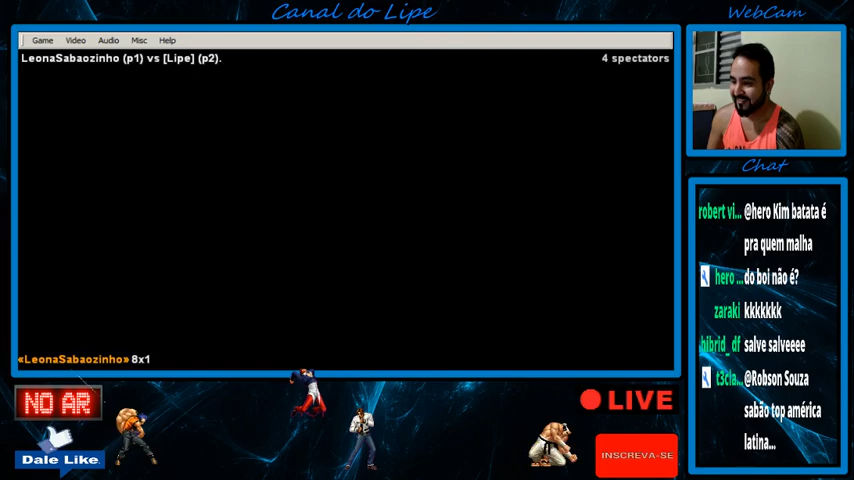 Canal do Lipe
WebCam
Game Video Audio Misc Help
LeonaSabaozinho (p1) vs [Lipe] (p2).
4 spectators
Chat
robert vi... @hero Kim batata é
pra quem malha
hero ... do boi não é?
zaraki kkkkkkk
hibrid_df salve salveeee
t3cla... @Robson Souza
sabão top américa
latina...
«LeonaSabaozinho» 8x1
NO AR
LIVE
Dale Like.
INSCREVA-SE